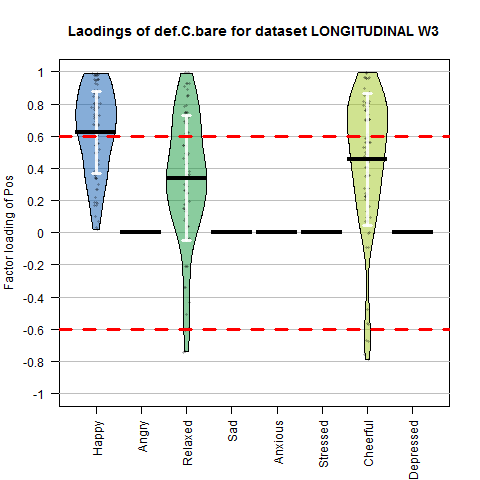 Laodings of def.C.bare for dataset LONGITUDINAL W3
Factor loading of Pos
1
0.8
0.6
0.4
0.2
0
-0.2
-0.4
-0.6
-0.8
-1
Happy
Angry
Relaxed
Sad
Anxious
Stressed
Cheerful
Depressed